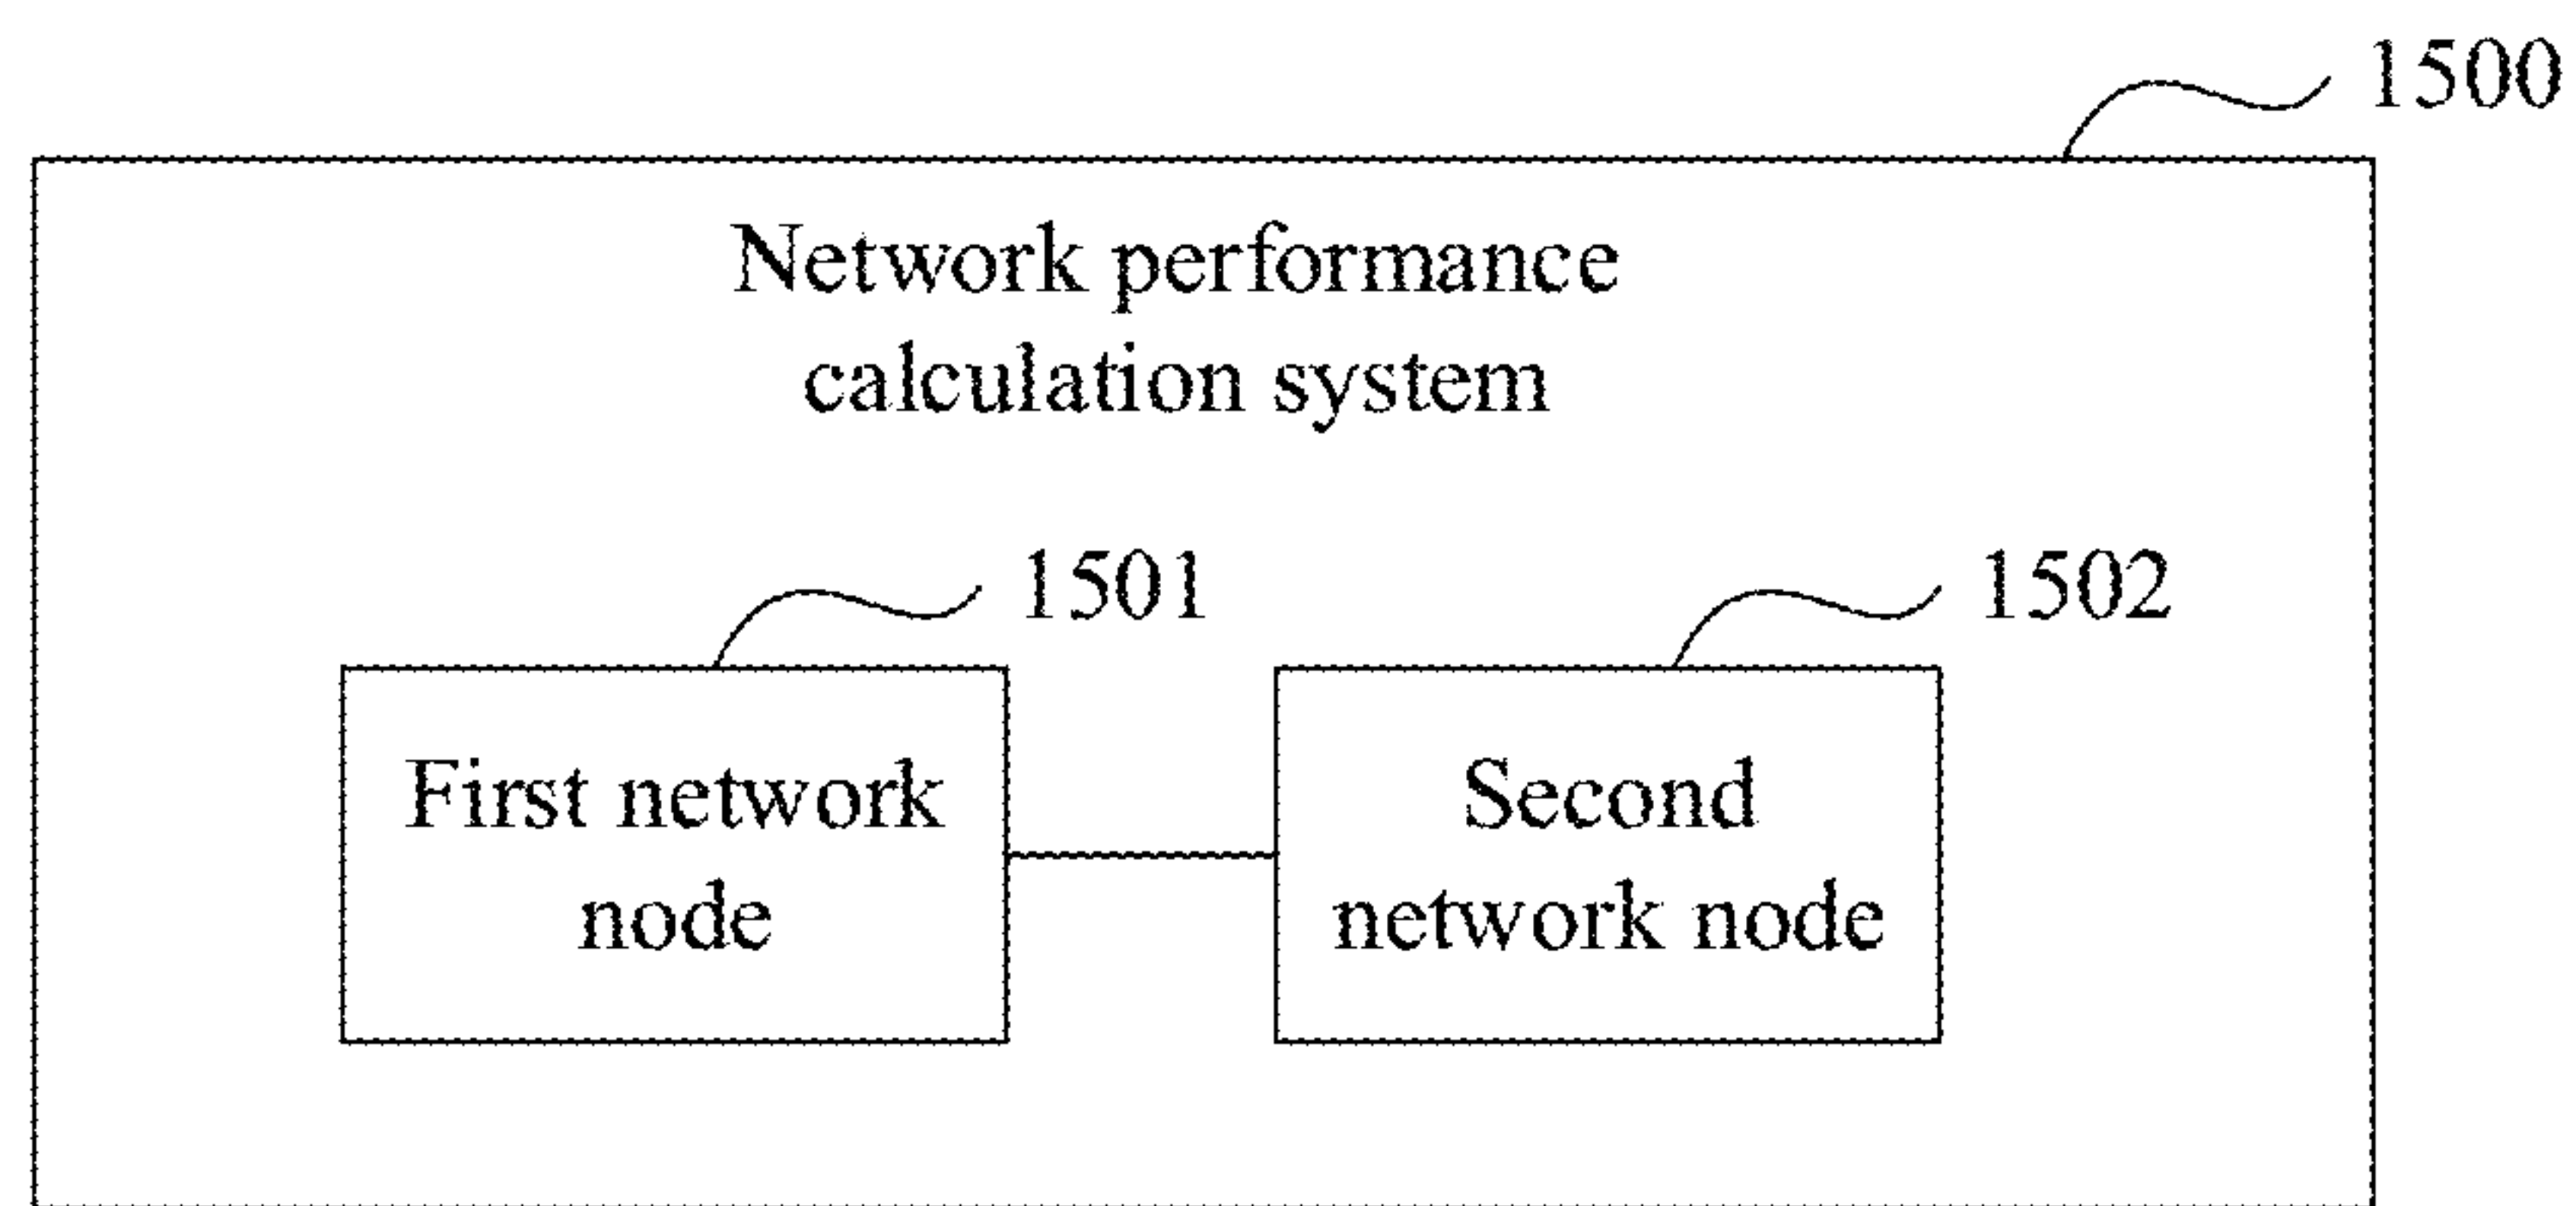 1500
Network performance
calculation system
1501
1502
First network
node
Second
network node